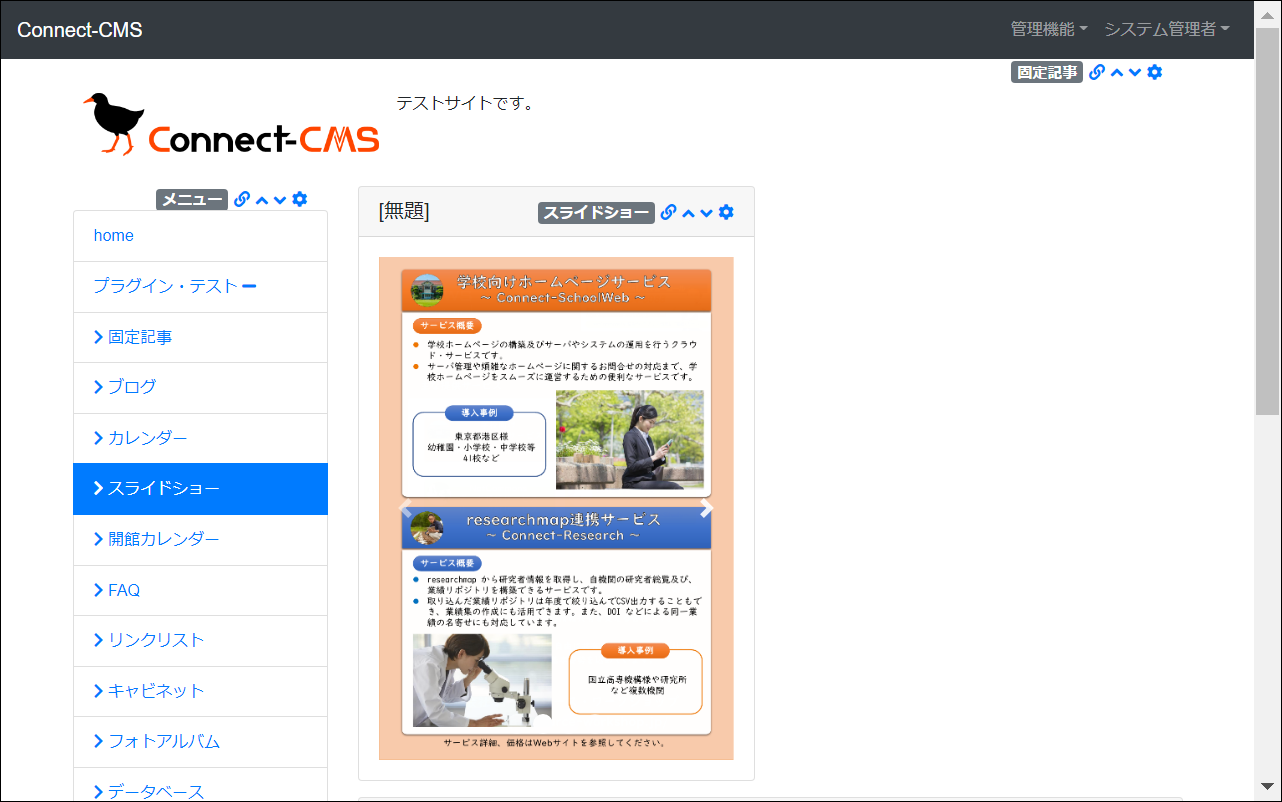 Connect-CMS
管理機能
システム管理者
固定記事
テストサイトです。
Connect-CMS
メニュー
home
プラグイン・テスト
固定記事
ブログ
カレンダー
スライドショー
開館カレンダー
FAQ
リンクリスト
キャビネット
フォトアルバム
データベース
[無題]
スライドショー
学校向けホームページサービス
～ Connect-SchoolWeb ～
サービス概要
学校ホームページの構築及びサーバやシステムの運用を行うクラウ
ド・サービスです。
サーバ管理や煩雑なホームページに関するお問合せの対応まで、学
校ホームページをスムーズに運営するための便利なサービスです。
導入事例
東京都港区様
幼稚園・小学校・中学校等
41校など
researchmap連携サービス
～ Connect-Research ～
サービス概要
researchmap から研究者情報を取得し、自機関の研究者総覧及び、
業績リポジトリを構築できるサービスです。
取り込んだ業績リポジトリは年度で絞り込んでCSV出力することもで
き、業績集の作成にも活用できます。また、DOI などによる同一業
績の名寄せにも対応しています。
導入事例
国立高専機構様や研究所
など複数機関
サービス詳細、価格はWebサイトを参照してください。